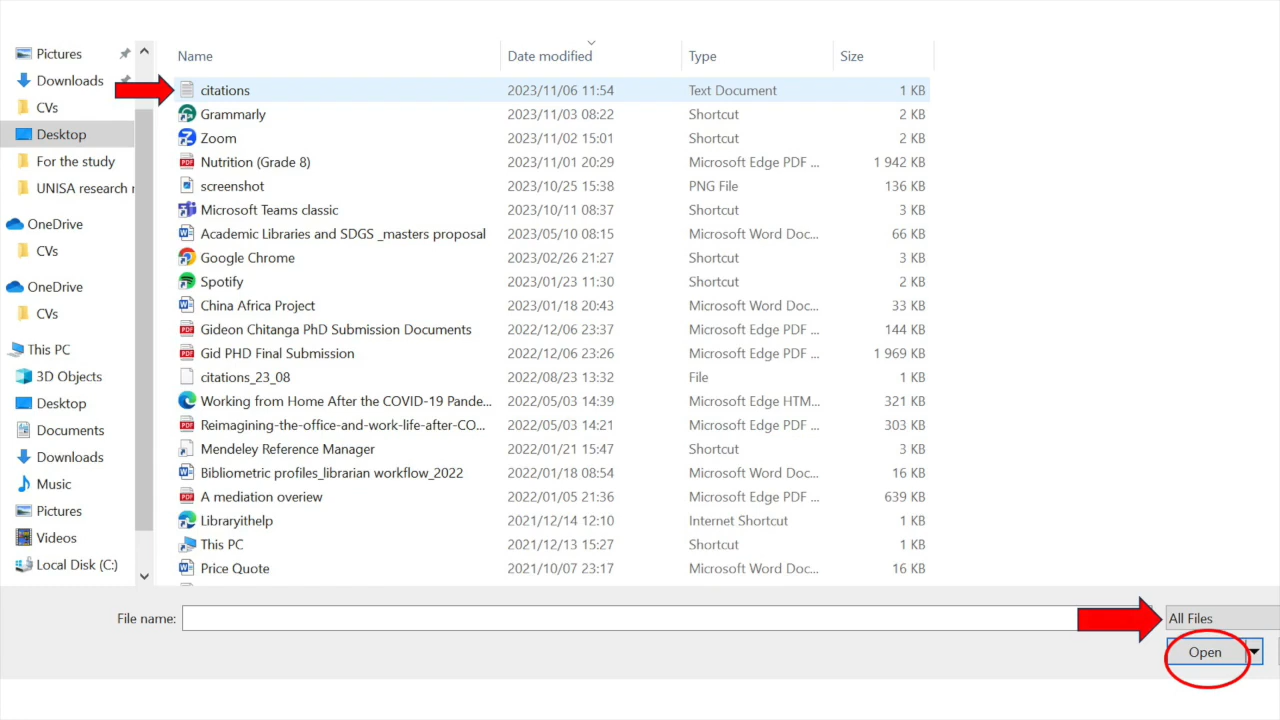 Pictures
Downloads
CVs
Desktop
For the study
UNISA research r
OneDrive
CVs
OneDrive
CVs
This PC
3D Objects
Desktop
Documents
Downloads
Music
Pictures
Videos
Local Disk (C:)
Name Date modified Type Size
citations 2023/11/06 11:54 Text Document 1 KB
Grammarly 2023/11/03 08:22 Shortcut 2 KB
Zoom 2023/11/02 15:01 Shortcut 2 KB
Nutrition (Grade 8) 2023/11/01 20:29 Microsoft Edge PDF ... 1 942 KB
screenshot 2023/10/25 15:38 PNG File 136 KB
Microsoft Teams classic 2023/10/11 08:37 Shortcut 3 KB
Academic Libraries and SDGS _masters proposal 2023/05/10 08:15 Microsoft Word Doc... 66 KB
Google Chrome 2023/02/26 21:27 Shortcut 3 KB
Spotify 2023/01/23 11:30 Shortcut 2 KB
China Africa Project 2023/01/18 20:43 Microsoft Word Doc... 33 KB
Gideon Chitanga PhD Submission Documents 2022/12/06 23:37 Microsoft Edge PDF ... 144 KB
Gid PHD Final Submission 2022/12/06 23:26 Microsoft Edge PDF ... 1 969 KB
citations_23_08 2022/08/23 13:32 File 1 KB
Working from Home After the COVID-19 Pande... 2022/05/03 14:39 Microsoft Edge HTM... 321 KB
Reimagining-the-office-and-work-life-after-CO... 2022/05/03 14:21 Microsoft Edge PDF ... 303 KB
Mendeley Reference Manager 2022/01/21 15:47 Shortcut 3 KB
Bibliometric profiles_librarian workflow_2022 2022/01/18 08:54 Microsoft Word Doc... 16 KB
A mediation overiew 2022/01/05 21:36 Microsoft Edge PDF ... 639 KB
Libraryithelp 2021/12/14 12:10 Internet Shortcut 1 KB
This PC 2021/12/13 15:27 Shortcut 1 KB
Price Quote 2021/10/07 23:17 Microsoft Word Doc... 16 KB
File name:
All Files
Open